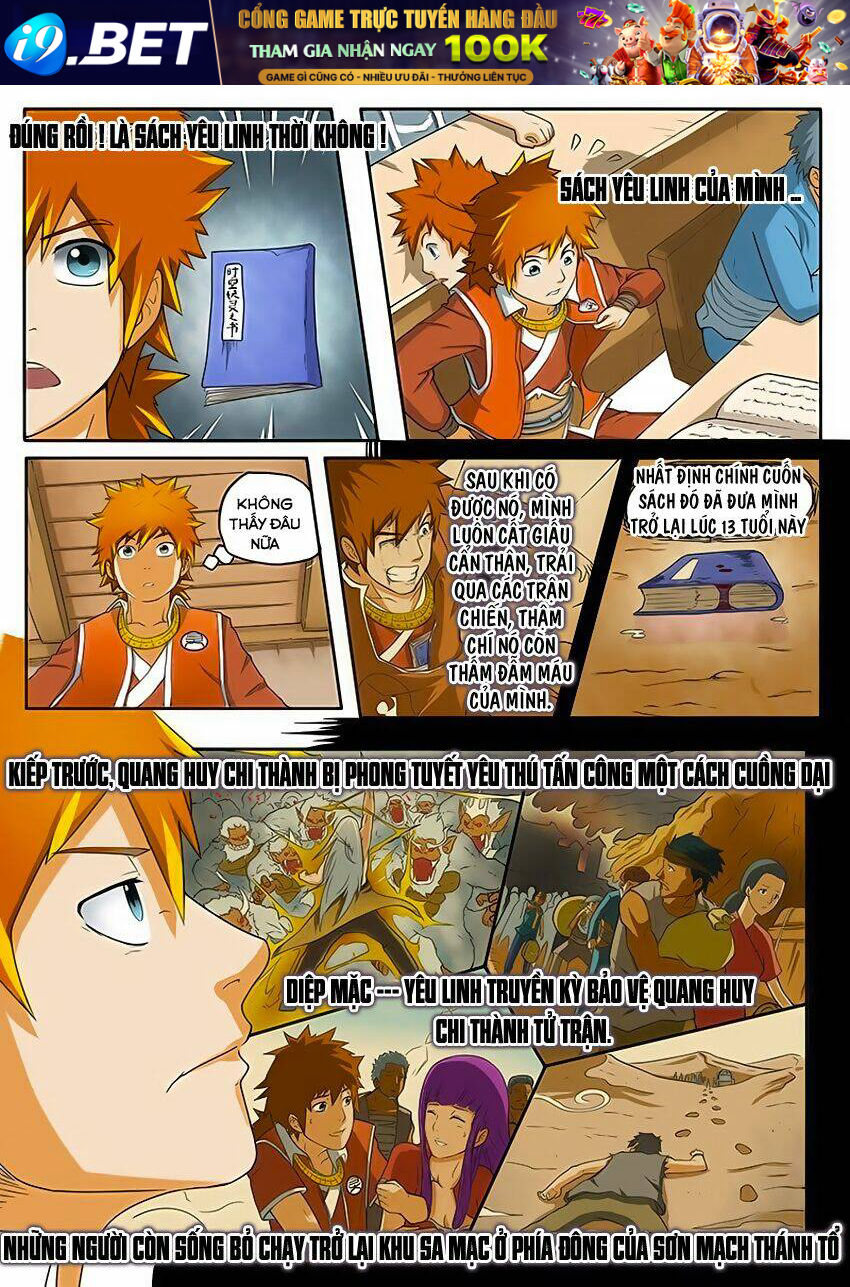 i9.BET
CỔNG GAME TRỰC TUYẾN HÀNG ĐẦU
THAM GIA NHẬN NGAY 100K
GAME GÌ CŨNG CÓ - NHIỀU ƯU ĐÃI - THƯỞNG LIÊN TỤC
ĐÚNG RỒI ! LÀ SÁCH YÊU LINH THỜI KHÔNG !
SÁCH YÊU LINH CỦA MÌNH ..
时空妖灵之书
KHÔNG
THẤY ĐÂU
NỮA
SAU KHI CÓ
ĐƯỢC NÓ, MÌNH
LUÔN CẤT GIẤU
CẨN THẬN, TRẢI
QUA CÁC TRẬN
CHIẾN, THẬM
CHÍ NÓ CÒN
THẤM ĐẪM MÁU
CỦA MÌNH.
NHẤT ĐỊNH CHÍNH CUỐN
SÁCH ĐÓ ĐÃ ĐƯA MÌNH
TRỞ LẠI LÚC 13 TUỔI NÀY
KIẾP TRƯỚC, QUANG HUY CHI THÀNH BỊ PHONG TUYẾT YÊU THÚ TẤN CÔNG MỘT CÁCH CUỒNG DẠI
DIỆP MẶC --- YÊU LINH TRUYỀN KỲ BẢO VỆ QUANG HUY
CHI THÀNH TỬ TRẬN.
NHỮNG NGƯỜI CÒN SỐNG BỎ CHẠY TRỞ LẠI KHU SA MẠC Ở PHÍA ĐÔNG CỦA SƠN MẠCH THÁNH TỔ